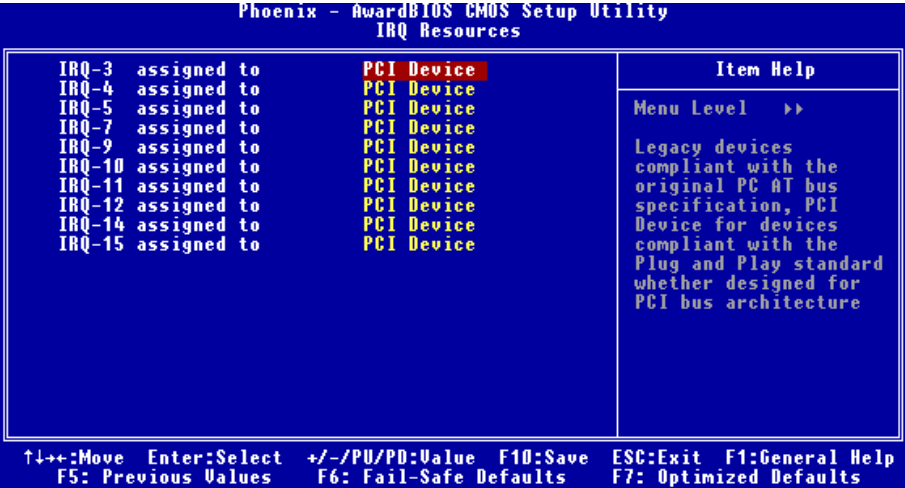 Phoenix - AwardBIOS CMOS Setup Utility
IRQ Resources
IRQ-3 assigned to PCI Device
IRQ-4 assigned to PCI Device
IRQ-5 assigned to PCI Device
IRQ-7 assigned to PCI Device
IRQ-9 assigned to PCI Device
IRQ-10 assigned to PCI Device
IRQ-11 assigned to PCI Device
IRQ-12 assigned to PCI Device
IRQ-14 assigned to PCI Device
IRQ-15 assigned to PCI Device
Item Help
Menu Level ▸▸
Legacy devices
compliant with the
original PC AT bus
specification, PCI
Device for devices
compliant with the
Plug and Play standard
whether designed for
PCI bus architecture
↑↓→←:Move Enter:Select +/-/PU/PD:Value F10:Save ESC:Exit F1:General Help
F5: Previous Values F6: Fail-Safe Defaults F7: Optimized Defaults